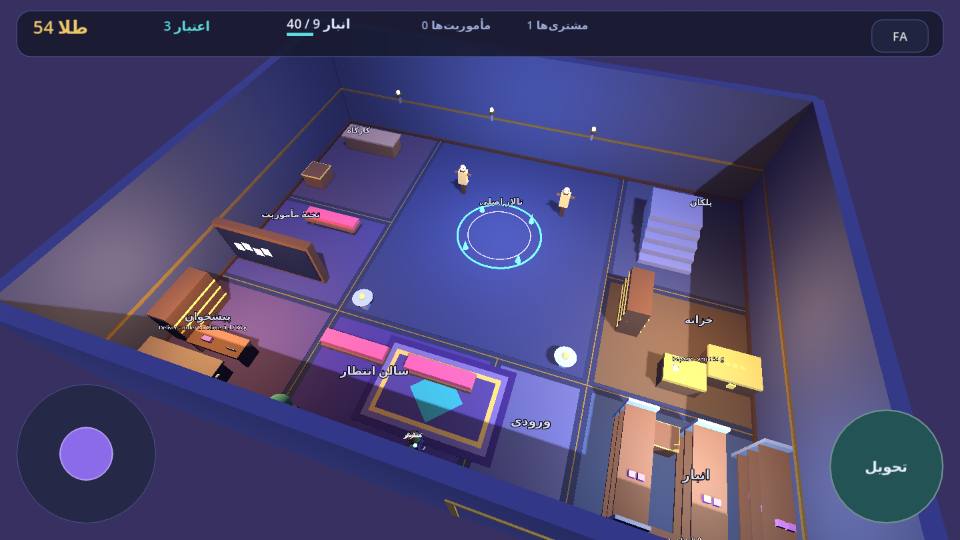 طلا 54
اعتبار 3
انبار 9 / 40
مأموریت‌ها 0
مشتری‌ها 1
FA
کارگاه
تالار اصلی
پلکان
تخته مأموریت
پیشخوان
خزانه
سالن انتظار
ورودی
انبار
تحویل